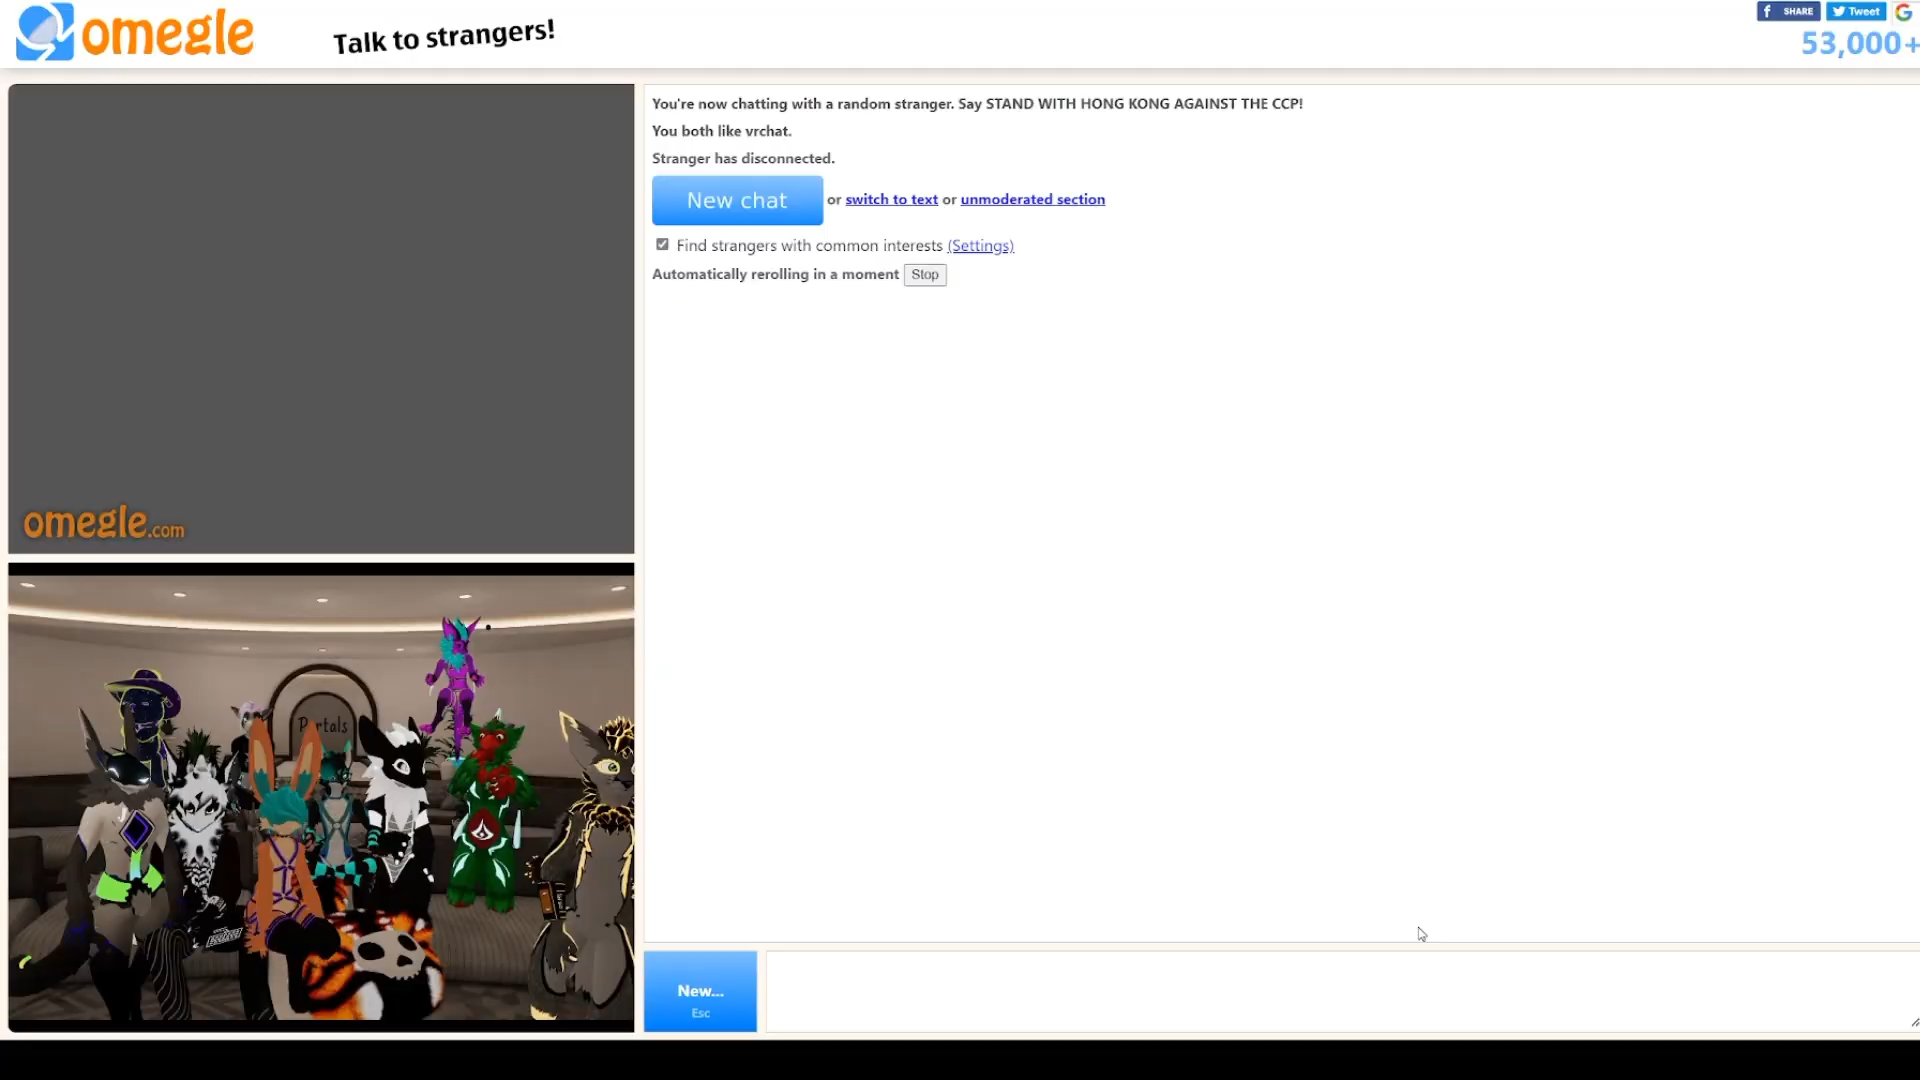 omegle
Talk to strangers!
SHARE
Tweet
G
53,000+
You're now chatting with a random stranger. Say STAND WITH HONG KONG AGAINST THE CCP!
You both like vrchat.
Stranger has disconnected.
New chat or switch to text or unmoderated section
Find strangers with common interests (Settings)
Automatically rerolling in a moment Stop
omegle.com
Portals
New...
Esc